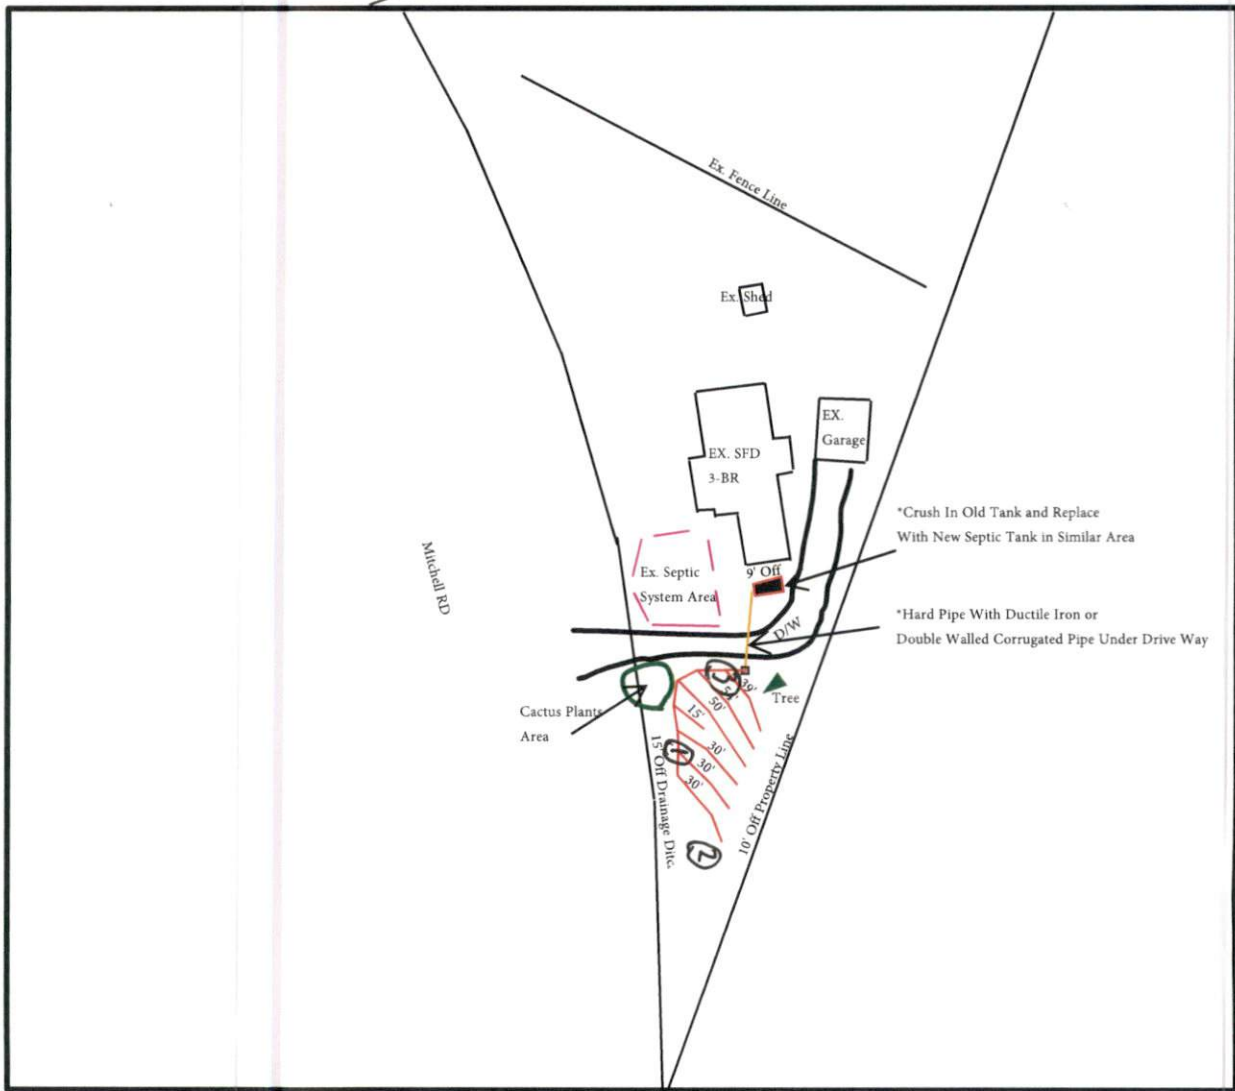 Ex. Fence Line
Ex. Shed
EX.
Garage
EX. SFD
3-BR
*Crush In Old Tank and Replace
With New Septic Tank in Similar Area
Mitchell RD
Ex. Septic
System Area
9' Off
*Hard Pipe With Ductile Iron or
Double Walled Corrugated Pipe Under Drive Way
D/W
3
39'
50'
Tree
Cactus Plants
Area
15'
1
30'
30'
30'
15' Off Drainage
10' Off Property Line
2